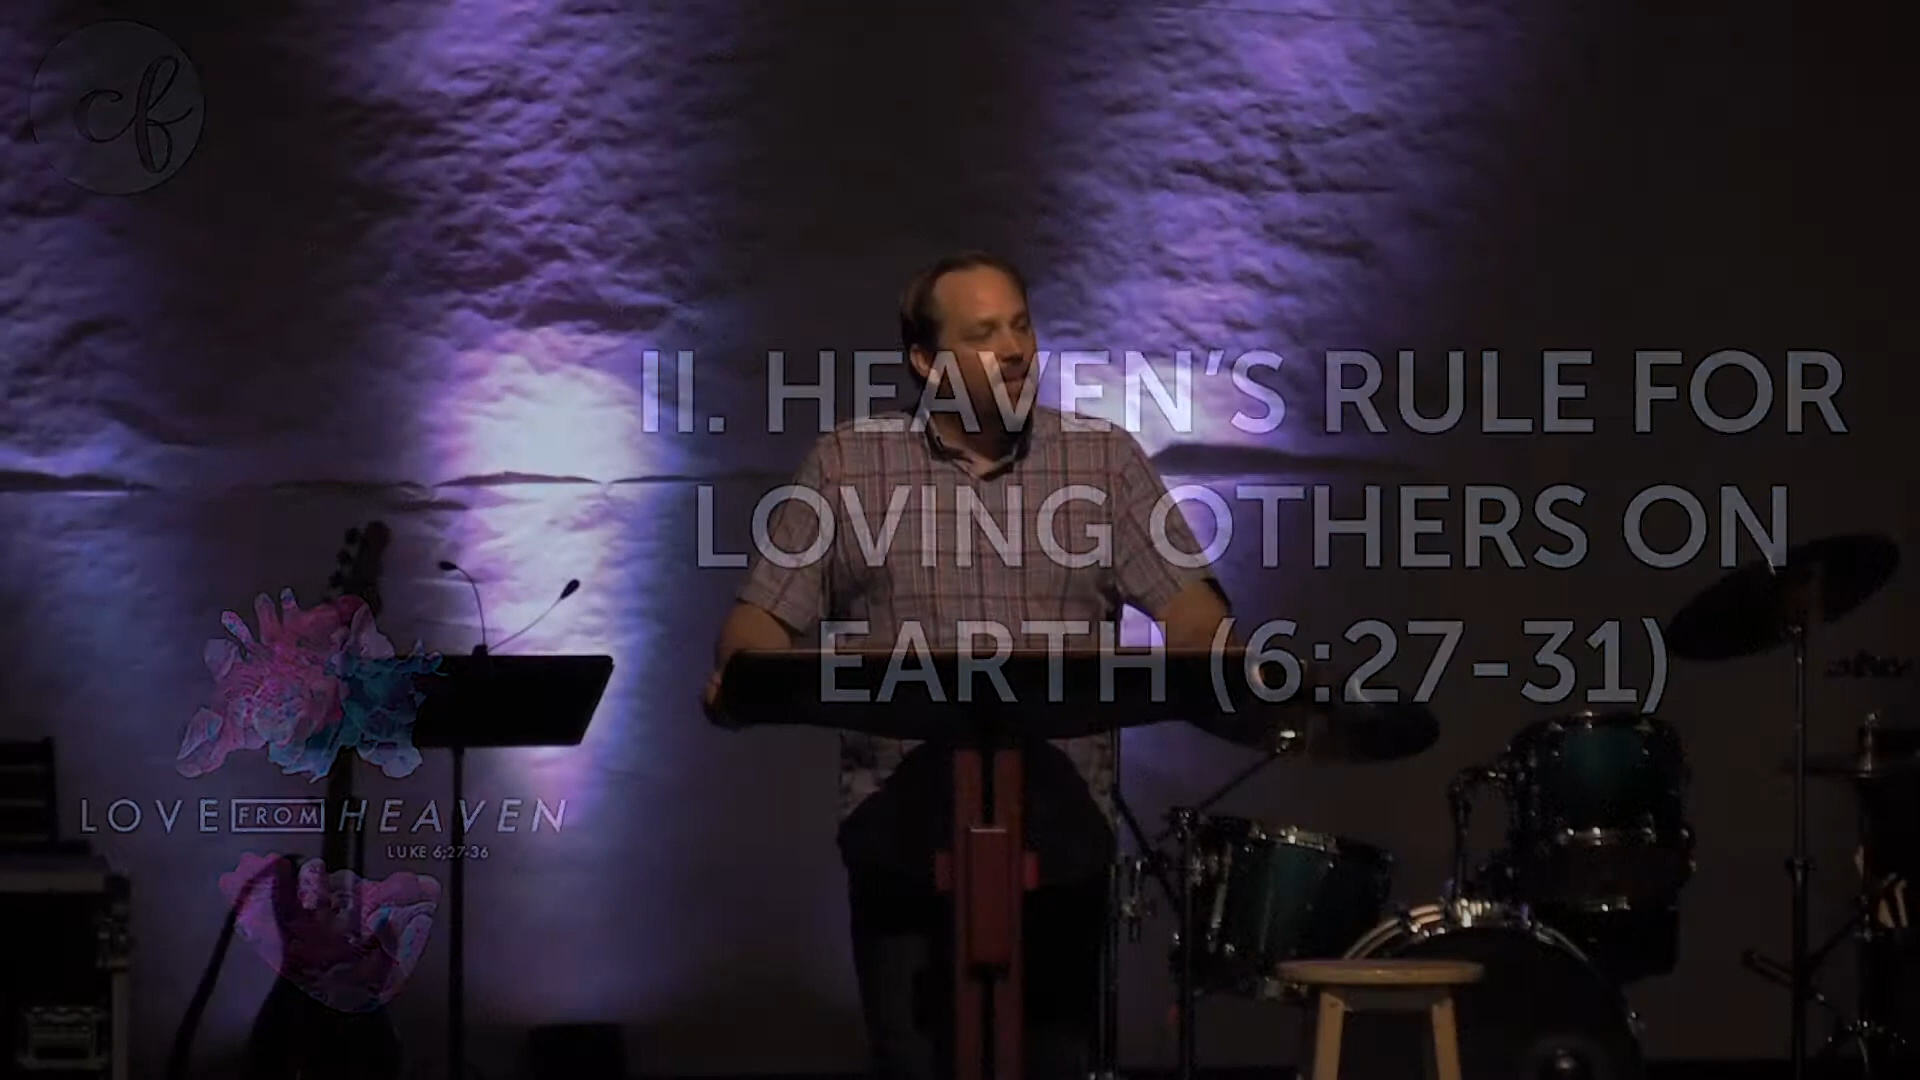 cf
II. HEAVEN'S RULE FOR
LOVING OTHERS ON
EARTH (6:27-31)
LOVE FROM HEAVEN
LUKE 6;27-36